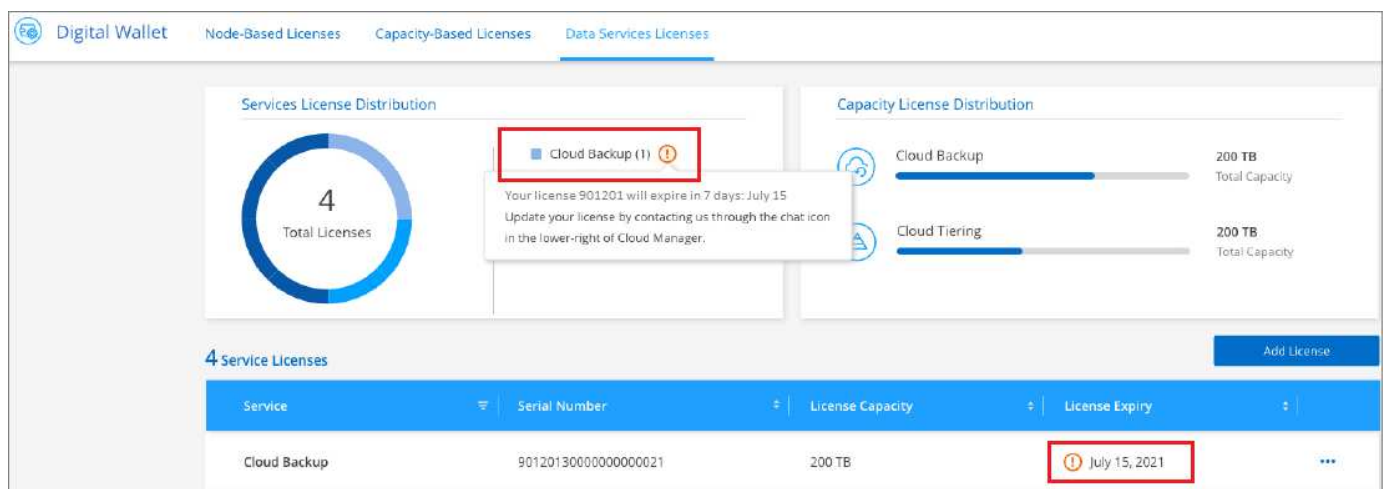 Digital Wallet
Node-Based Licenses
Capacity-Based Licenses
Data Services Licenses
Services License Distribution
4
Total Licenses
Cloud Backup (1)
Your license 901201 will expire in 7 days: July 15
Update your license by contacting us through the chat icon
in the lower-right of Cloud Manager.
Capacity License Distribution
Cloud Backup
200 TB
Total Capacity
Cloud Tiering
200 TB
Total Capacity
4 Service Licenses
Add License
Service
Serial Number
License Capacity
License Expiry
Cloud Backup
90120130000000000021
200 TB
July 15, 2021